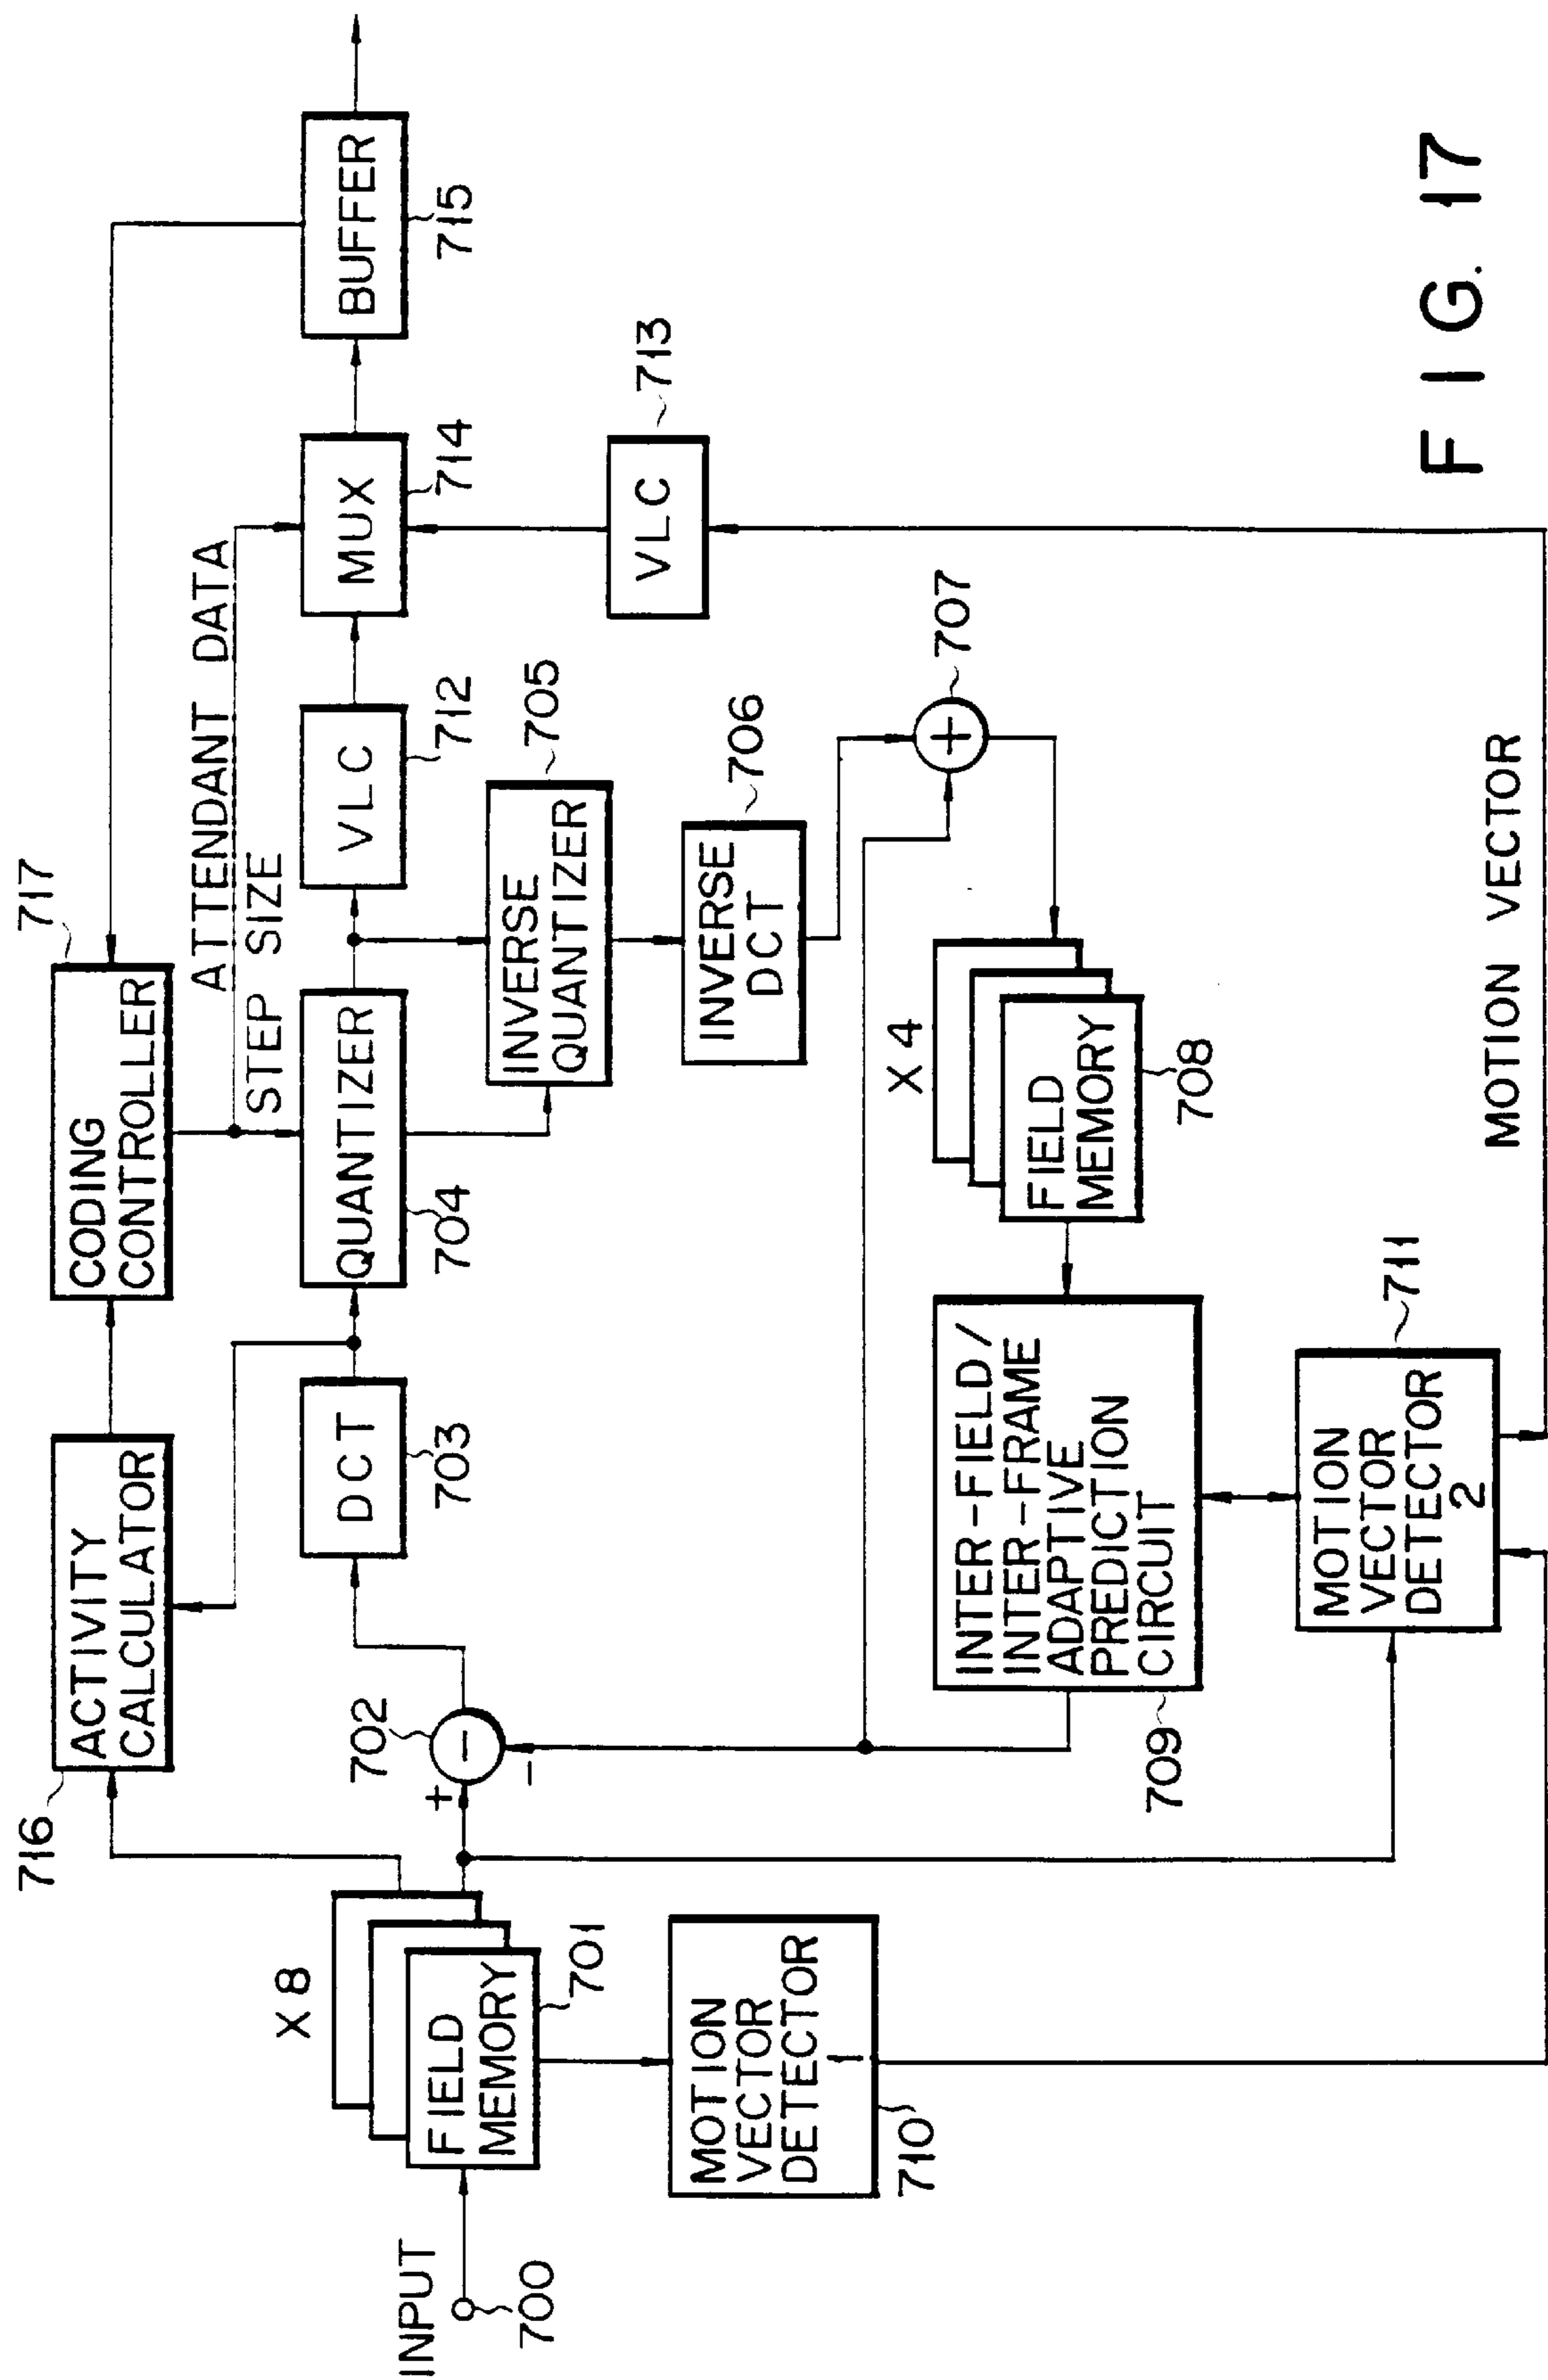 716
ACTIVITY
CALCULATOR
717
CODING
CONTROLLER
ATTENDANT DATA
STEP SIZE
INPUT
700
X 8
FIELD
MEMORY
701
702
+
-
-
DCT
703
QUANTIZER
704
VLC
712
MUX
714
BUFFER
715
INVERSE
QUANTIZER
705
VLC
713
INVERSE
DCT
706
+
707
MOTION
VECTOR
DETECTOR
1
710
X 4
FIELD
MEMORY
708
INTER-FIELD/
INTER-FRAME
ADAPTIVE
PREDICTION
CIRCUIT
709
MOTION
VECTOR
DETECTOR
2
711
MOTION VECTOR
FIG. 17